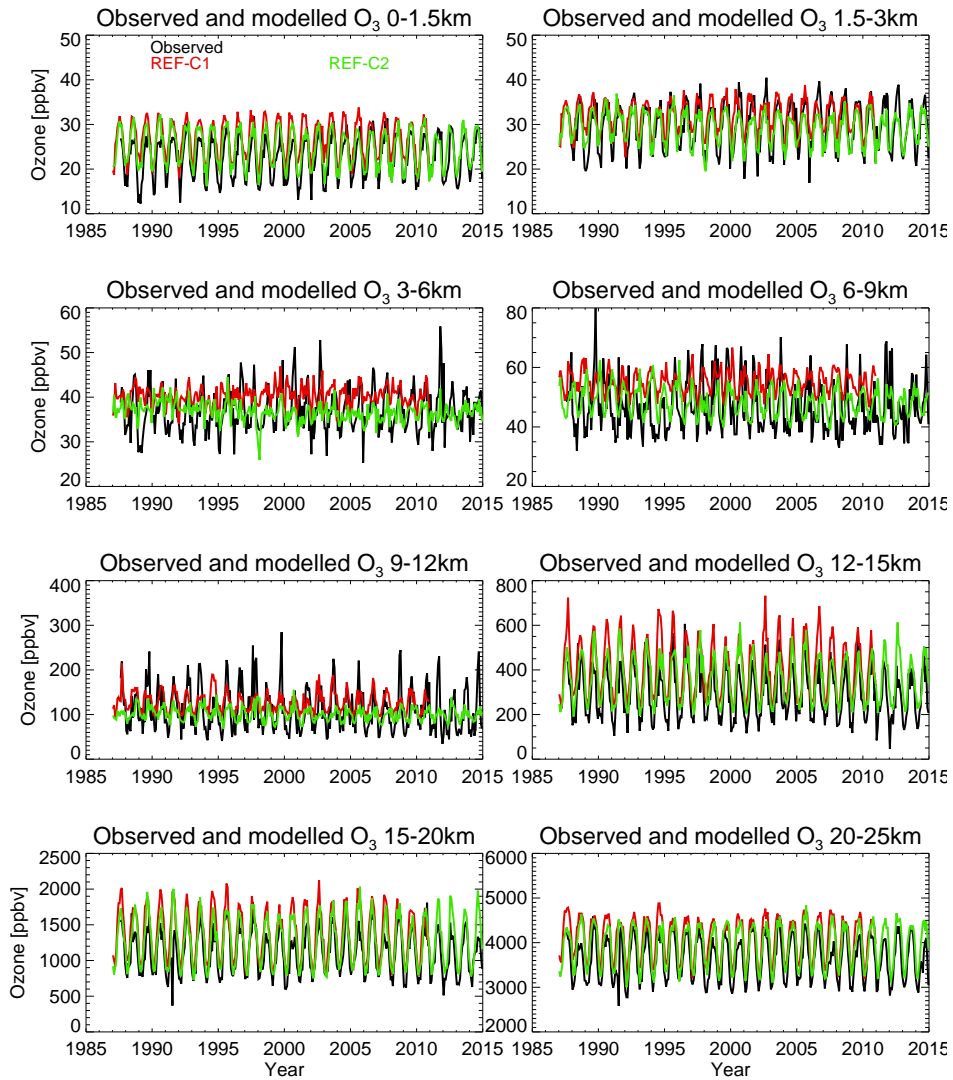 Observed and modelled O₃ 0-1.5km
Observed and modelled O₃ 1.5-3km
Ozone [ppbv]
50
40
30
20
10
Observed
REF-C1
REF-C2
1985 1990 1995 2000 2005 2010 2015
50
40
30
20
10
1985 1990 1995 2000 2005 2010 2015
Observed and modelled O₃ 3-6km
Observed and modelled O₃ 6-9km
Ozone [ppbv]
60
50
40
30
20
1985 1990 1995 2000 2005 2010 2015
80
60
40
20
1985 1990 1995 2000 2005 2010 2015
Observed and modelled O₃ 9-12km
Observed and modelled O₃ 12-15km
Ozone [ppbv]
400
300
200
100
0
1985 1990 1995 2000 2005 2010 2015
800
600
400
200
0
1985 1990 1995 2000 2005 2010 2015
Observed and modelled O₃ 15-20km
Observed and modelled O₃ 20-25km
Ozone [ppbv]
2500
2000
1500
1000
500
0
1985 1990 1995 2000 2005 2010 2015
Year
6000
5000
4000
3000
2000
1985 1990 1995 2000 2005 2010 2015
Year